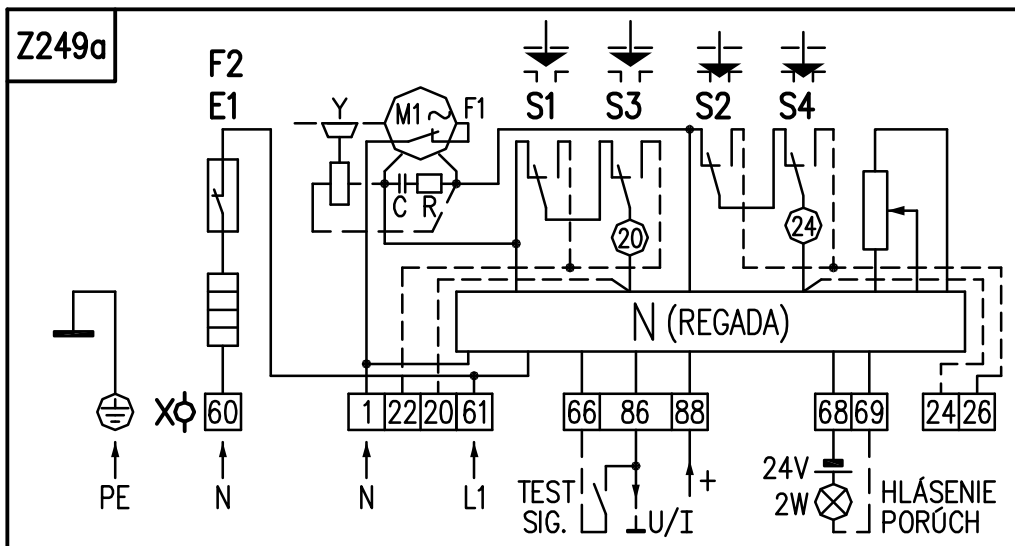 Z249a
F2
E1
Y
M1
F1
S1
S3
S2
S4
C
R
20
24
N (REGADA)
X
60
1
22
20
61
66
86
88
68
69
24
26
PE
N
N
L1
TEST
SIG.
U/I
+
24V
2W
HLÁSENIE
PORÚCH